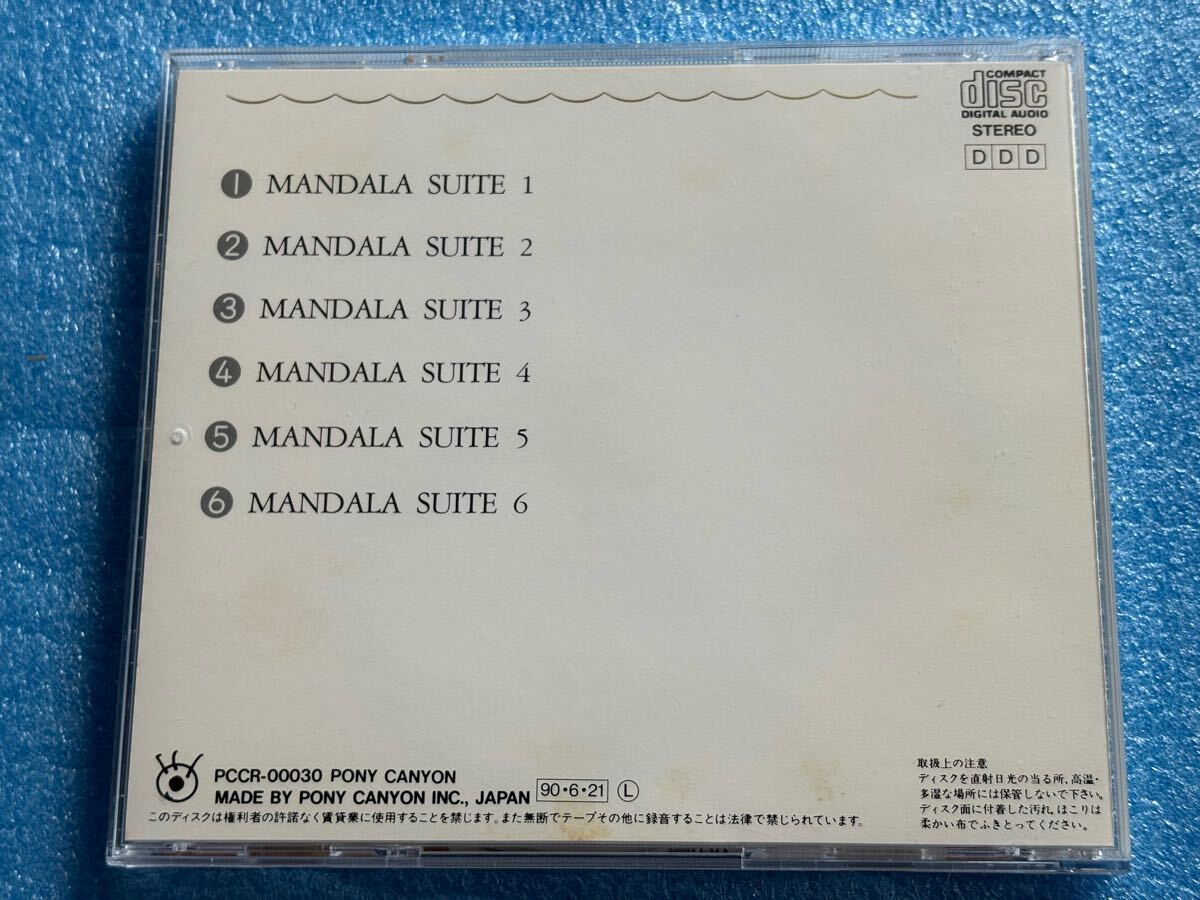 COMPACT
disc
DIGITAL AUDIO
STEREO
D D D
1 MANDALA SUITE 1
2 MANDALA SUITE 2
3 MANDALA SUITE 3
4 MANDALA SUITE 4
5 MANDALA SUITE 5
6 MANDALA SUITE 6
PCCR-00030 PONY CANYON
MADE BY PONY CANYON INC., JAPAN 90・6・21 Ⓛ
このディスクは権利者の許諾なく賃貸業に使用することを禁じます。また無断でテープその他に録音することは法律で禁じられています。
取扱上の注意
ディスクを直射日光の当る所、高温・
多湿な場所には保管しないで下さい。
ディスク面に付着した汚れ、ほこりは
柔かい布でふきとってください。